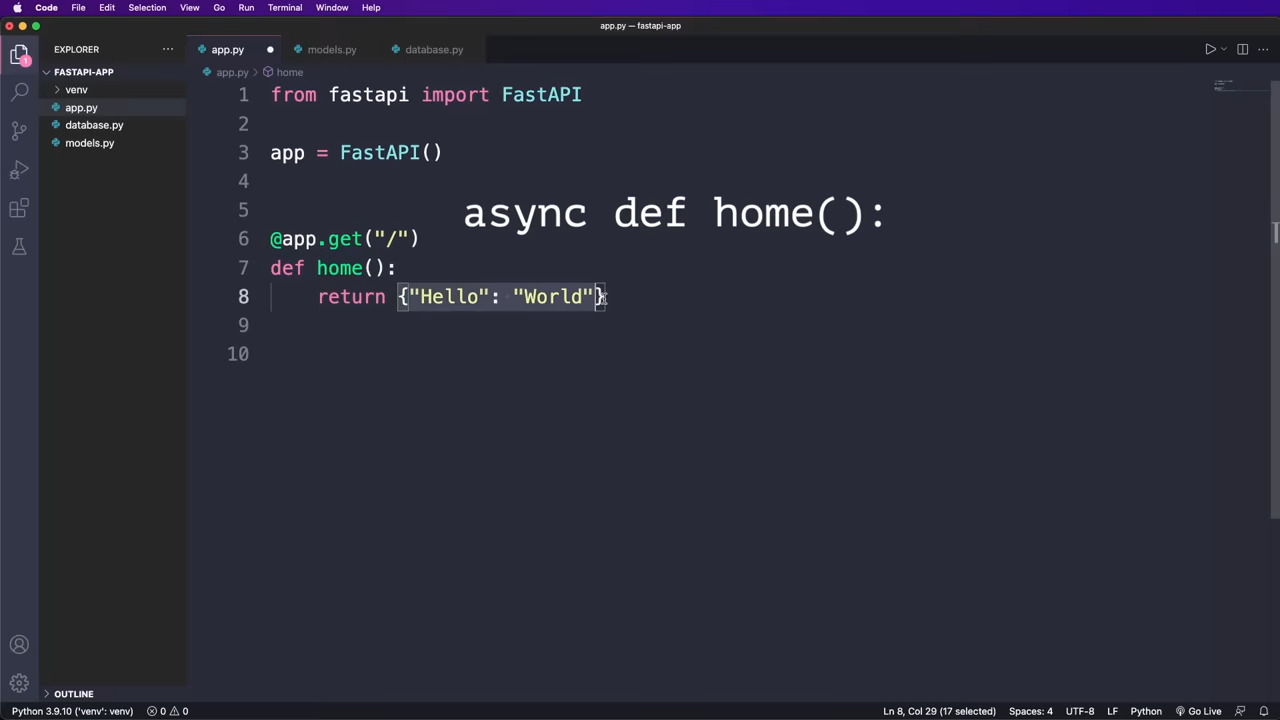 Code File Edit Selection View Go Run Terminal Window Help
app.py — fastapi-app
EXPLORER
app.py
models.py
database.py
FASTAPI-APP
app.py
home
venv
app.py
database.py
models.py
1
1 from fastapi import FastAPI
2
3 app = FastAPI()
4
async def home():
5
6 @app.get("/")
7 def home():
8 return {"Hello": "World"}
9
10
OUTLINE
Python 3.9.10 ('venv': venv) 0 0 Ln 8, Col 29 (17 selected) Spaces: 4 UTF-8 LF Python Go Live